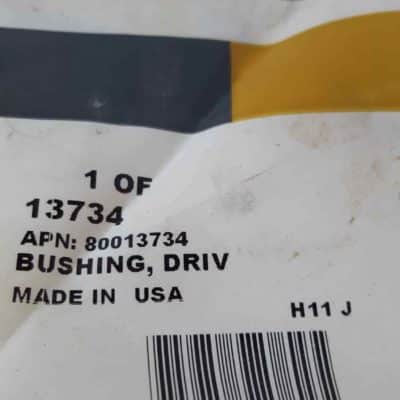 1 OF
13734
APN: 80013734
BUSHING, DRIV
MADE IN USA
H11 J